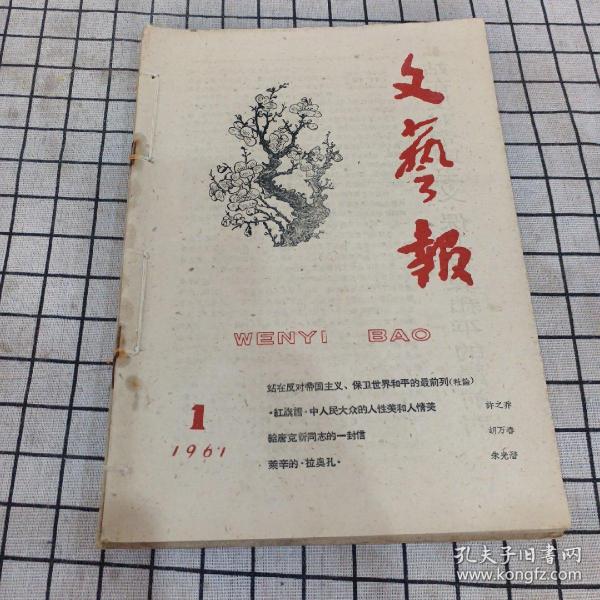 文藝報
WENYI BAO
站在反对帝国主义、保卫世界和平的最前列(社論)
·紅旗譜·中人民大众的人性美和人情美 許之乔
給唐克新同志的一封信 胡万春
萊辛的·拉奥孔· 朱光潜
1
1961
孔夫子旧书网
www.kongfz.com